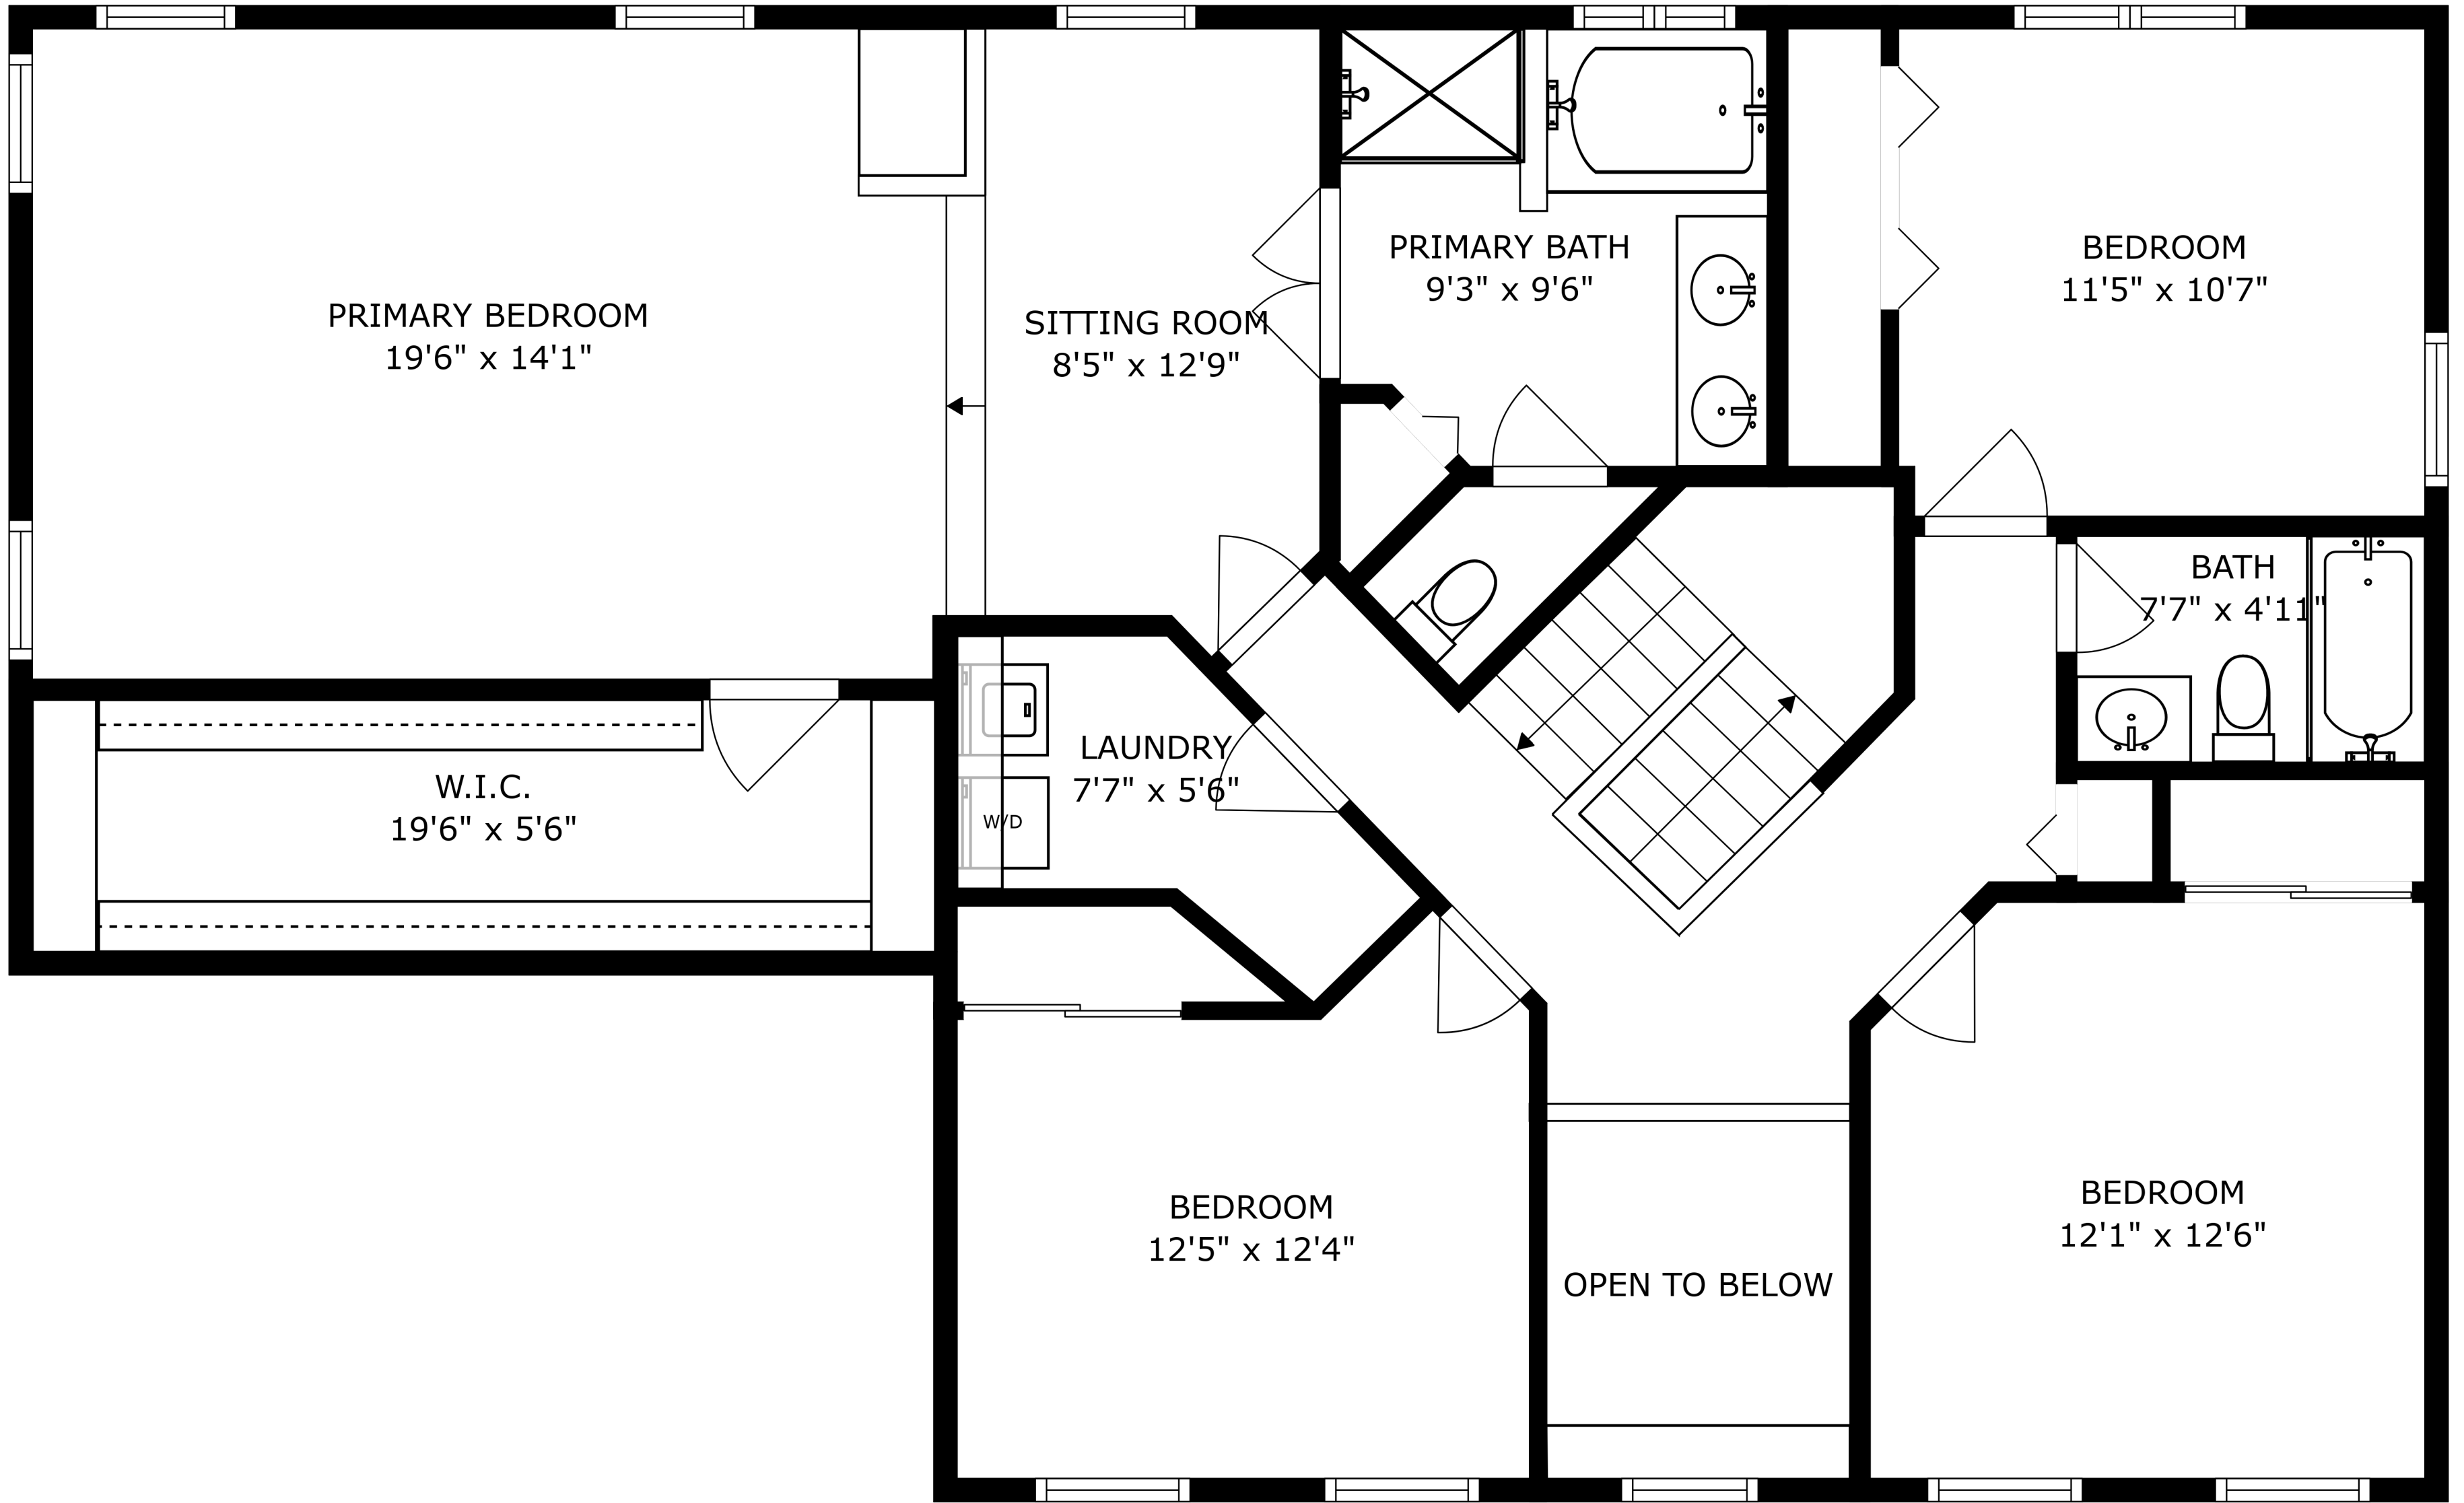 PRIMARY BEDROOM
19'6" x 14'1"
SITTING ROOM
8'5" x 12'9"
PRIMARY BATH
9'3" x 9'6"
BEDROOM
11'5" x 10'7"
BATH
7'7" x 4'11"
W.I.C.
19'6" x 5'6"
LAUNDRY
7'7" x 5'6"
W/D
BEDROOM
12'5" x 12'4"
OPEN TO BELOW
BEDROOM
12'1" x 12'6"